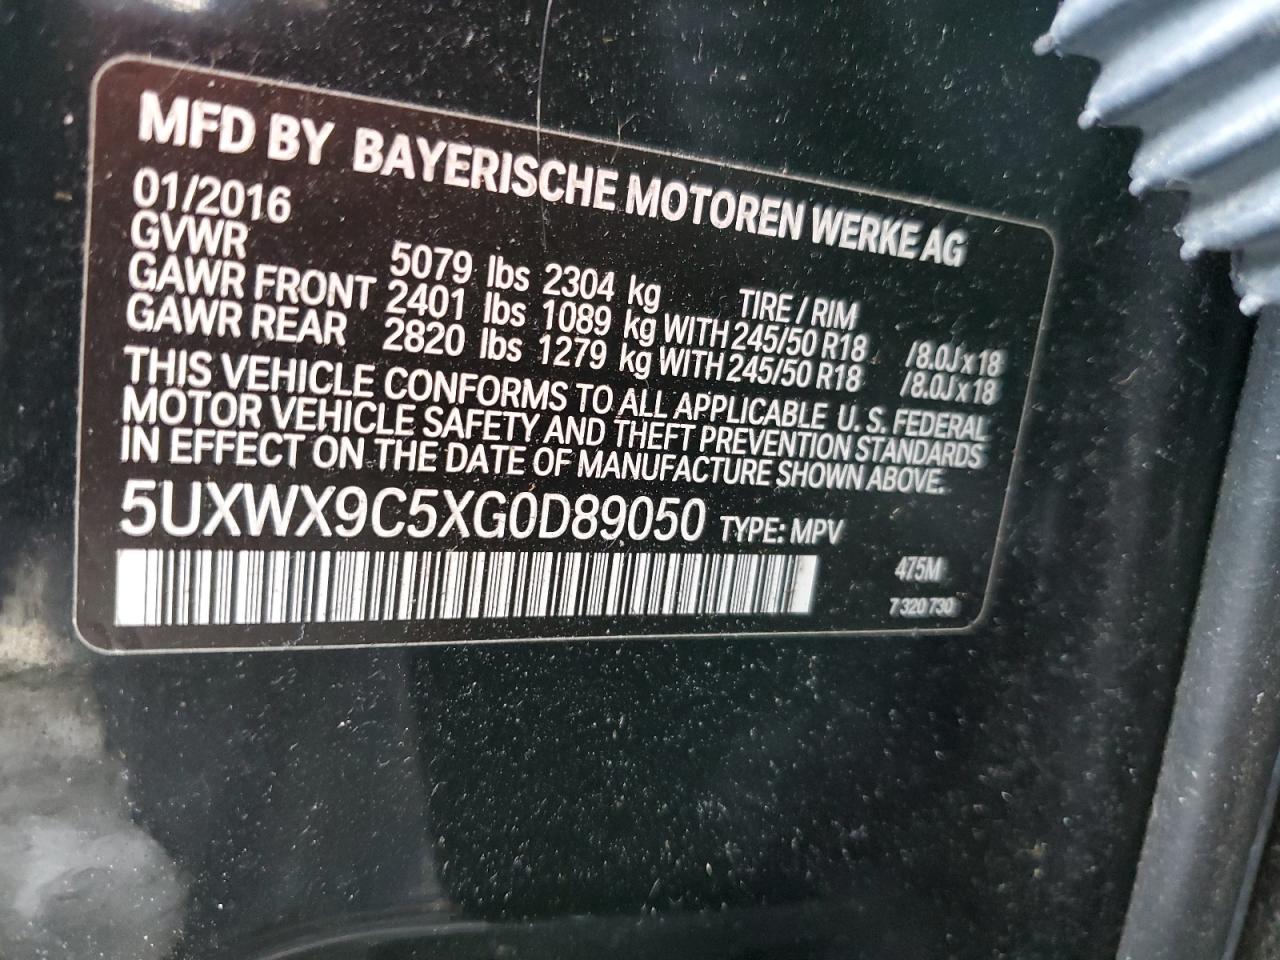 MFD BY BAYERISCHE MOTOREN WERKE AG
01/2016
GVWR 5079 lbs 2304 kg TIRE / RIM
GAWR FRONT 2401 lbs 1089 kg WITH 245/50 R18 /8.0J x 18
GAWR REAR 2820 lbs 1279 kg WITH 245/50 R18 /8.0J x 18
THIS VEHICLE CONFORMS TO ALL APPLICABLE U.S. FEDERAL
MOTOR VEHICLE SAFETY AND THEFT PREVENTION STANDARDS
IN EFFECT ON THE DATE OF MANUFACTURE SHOWN ABOVE.
5UXWX9C5XG0D89050 TYPE: MPV
475M
7 320 730